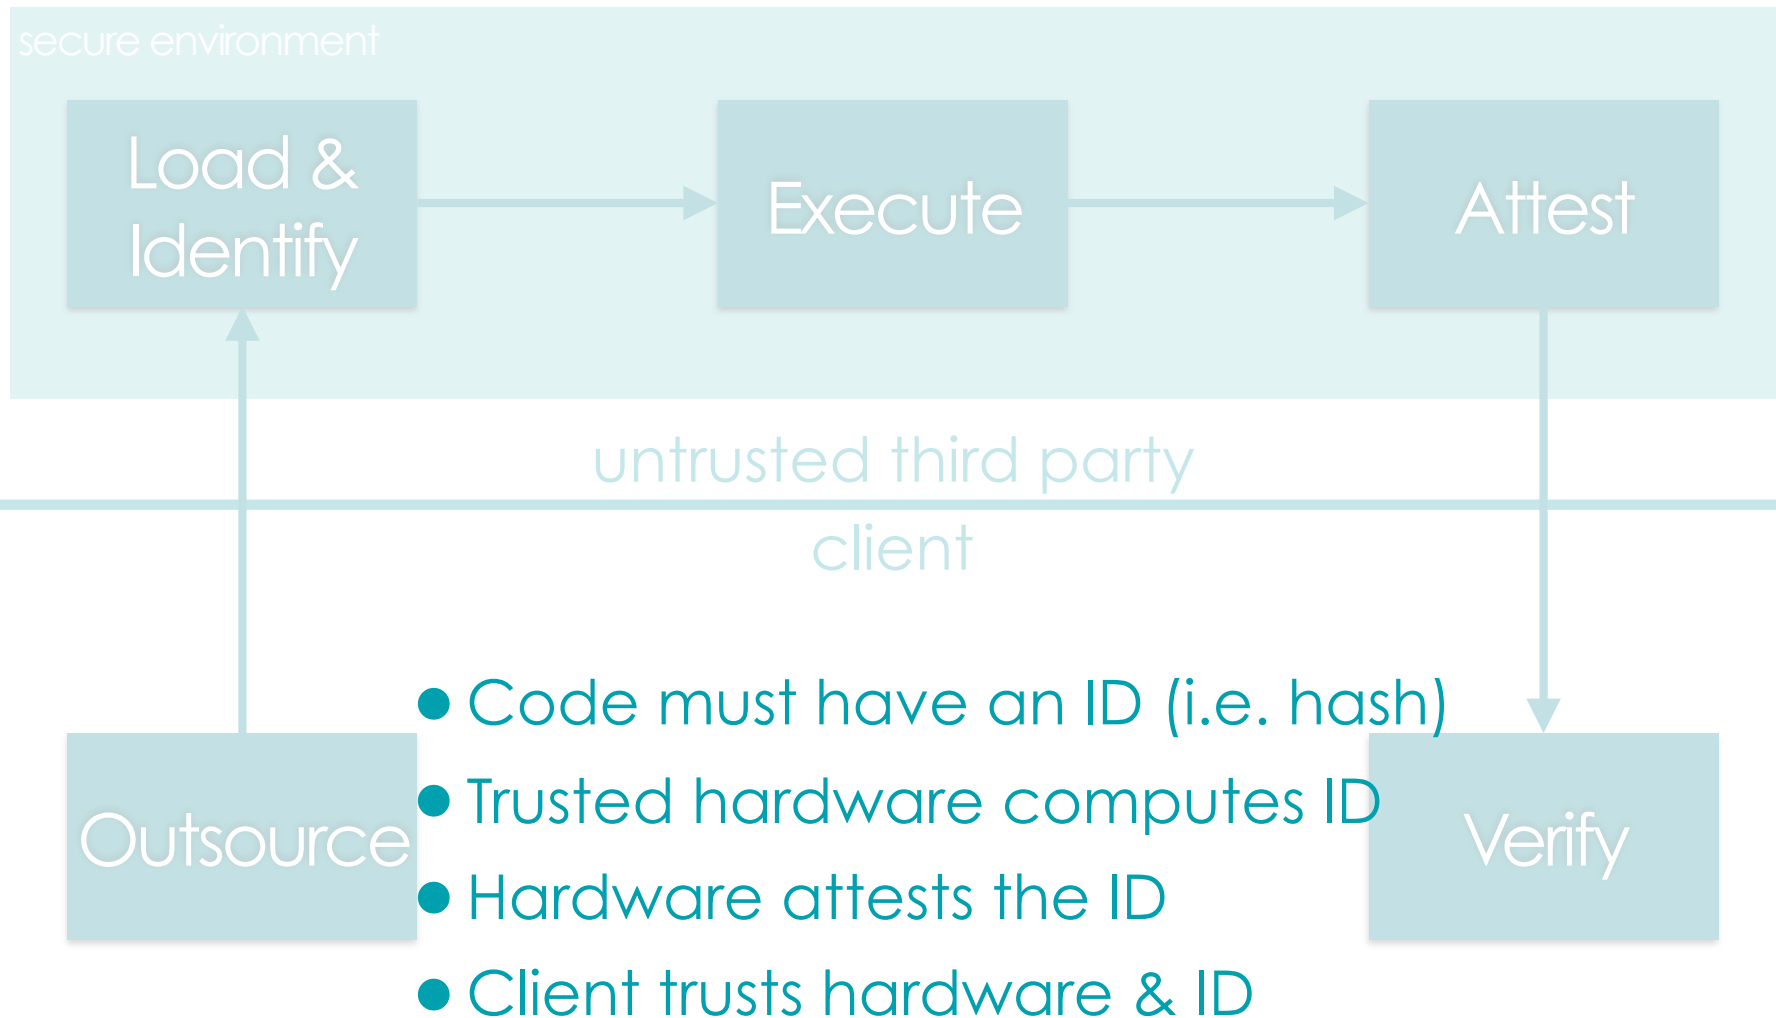 secure environment
Load &
Identify
Execute
Attest
untrusted third party
client
Outsource
● Code must have an ID (i.e. hash)
● Trusted hardware computes ID
● Hardware attests the ID
● Client trusts hardware & ID
Verify